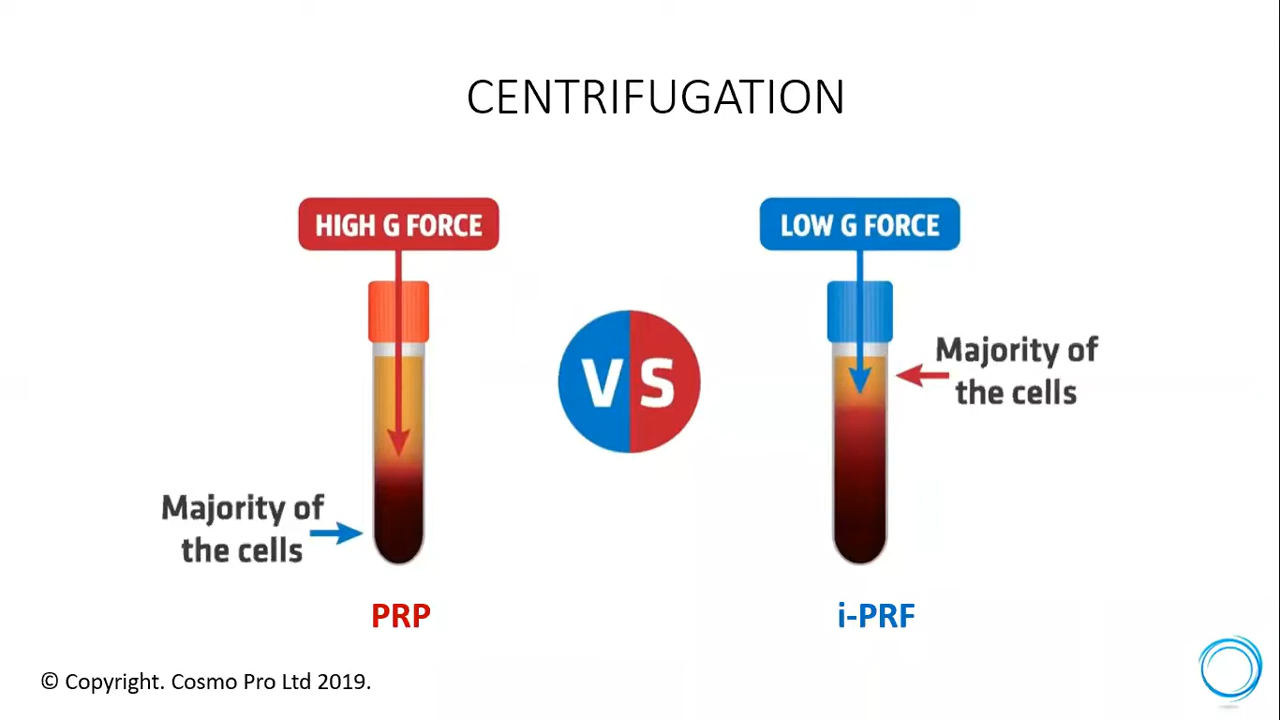 CENTRIFUGATION
HIGH G FORCE
LOW G FORCE
VS
Majority of
the cells
Majority of
the cells
PRP
i-PRF
© Copyright. Cosmo Pro Ltd 2019.